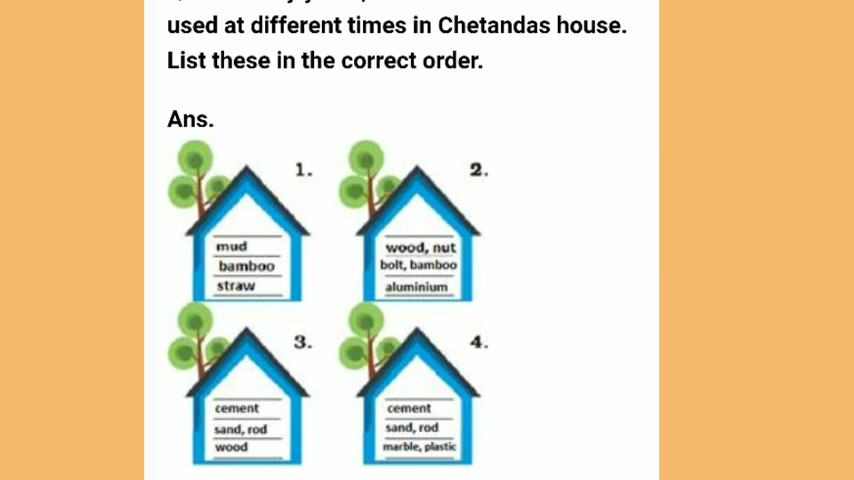 used at different times in Chetandas house.
List these in the correct order.
Ans.
1.
mud
bamboo
straw
2.
wood, nut
bolt, bamboo
aluminium
3.
cement
sand, rod
wood
4.
cement
sand, rod
marble, plastic